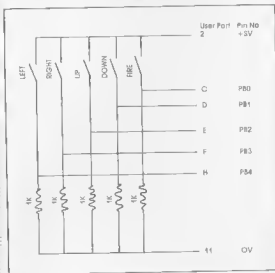 User Port Pin No
2 +5V
LEFT
RIGHT
UP
DOWN
FIRE
C PB0
D PB1
E PB2
F PB3
H PB4
1K 1K 1K 1K 1K
11 0V